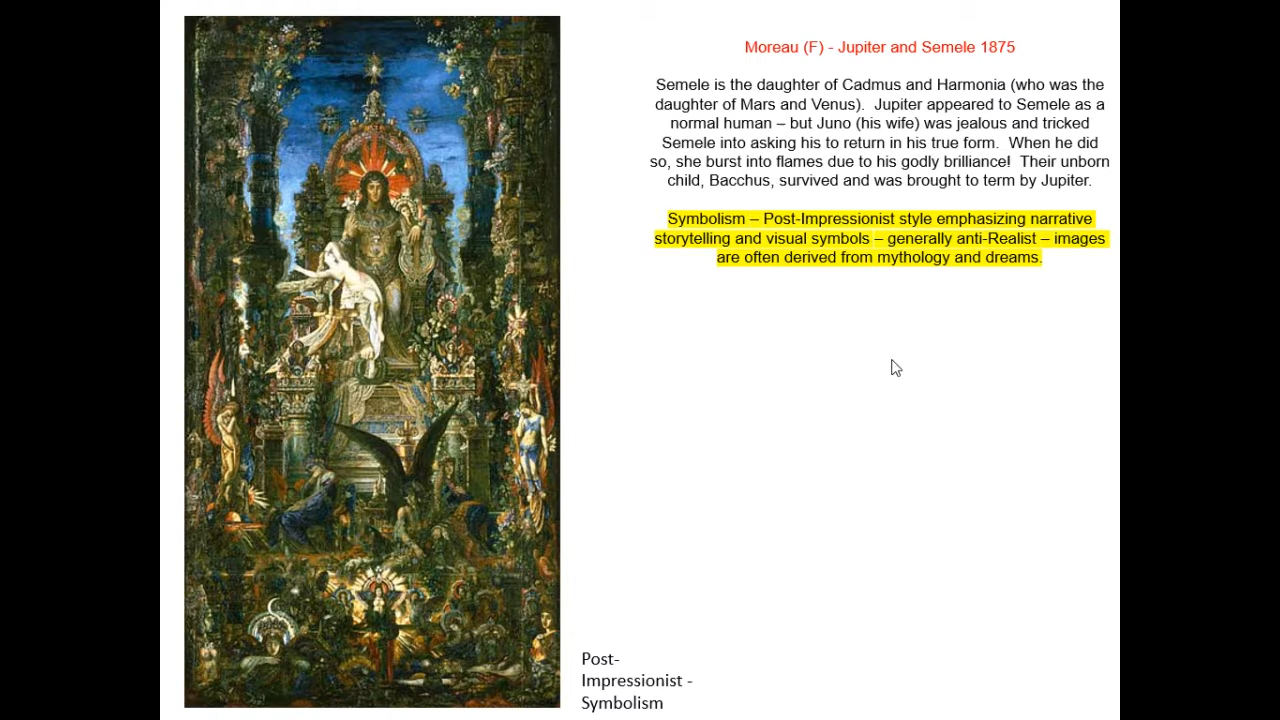 Moreau (F) - Jupiter and Semele 1875
Semele is the daughter of Cadmus and Harmonia (who was the
daughter of Mars and Venus).  Jupiter appeared to Semele as a
normal human – but Juno (his wife) was jealous and tricked
Semele into asking his to return in his true form.  When he did
so, she burst into flames due to his godly brilliance!  Their unborn
child, Bacchus, survived and was brought to term by Jupiter.
Symbolism – Post-Impressionist style emphasizing narrative
storytelling and visual symbols – generally anti-Realist – images
are often derived from mythology and dreams.
Post-
Impressionist -
Symbolism